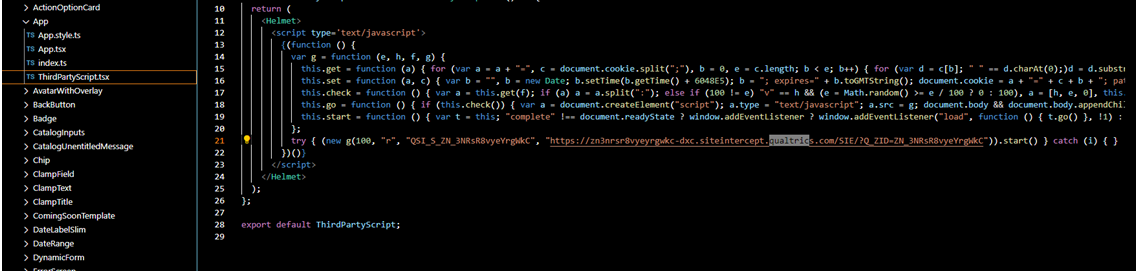 ActionOptionCard
App
TS App.style.ts
TS App.tsx
TS index.ts
TS ThirdPartyScript.tsx
AvatarWithOverlay
BackButton
Badge
CatalogInputs
CatalogUnentitledMessage
Chip
ClampField
ClampText
ClampTitle
ComingSoonTemplate
DateLabelSlim
DateRange
DynamicForm
10 return (
11 <Helmet>
12 <script type='text/javascript'>
13 {(function () {
14 var g = function (e, h, f, g) {
15 this.get = function (a) { for (var a = a + "=", c = document.cookie.split(";"), b = 0, e = c.length; b < e; b++) { for (var d = c[b]; " " == d.charAt(0);)d = d.substr
16 this.set = function (a, c) { var b = "", b = new Date; b.setTime(b.getTime() + 6048E5); b = "; expires=" + b.toGMTString(); document.cookie = a + "=" + c + b + "; pat
17 this.check = function () { var a = this.get(f); if (a) a = a.split(":"); else if (100 != e) "v" == h && (e = Math.random() >= e / 100 ? 0 : 100), a = [h, e, 0], this.
18 this.go = function () { if (this.check()) { var a = document.createElement("script"); a.type = "text/javascript"; a.src = g; document.body && document.body.appendChil
19 this.start = function () { var t = this; "complete" !== document.readyState ? window.addEventListener ? window.addEventListener("load", function () { t.go() }, !1) :
20 };
21 try { (new g(100, "r", "QSI_S_ZN_3NRsR8vyeYrgWkC", "https://zn3nrsr8vyeyrgwkc-dxc.siteintercept.qualtrics.com/SIE/?Q_ZID=ZN_3NRsR8vyeYrgWkC")).start() } catch (i) { }
22 })()}
23 </script>
24 </Helmet>
25 );
26 };
27
28 export default ThirdPartyScript;
29